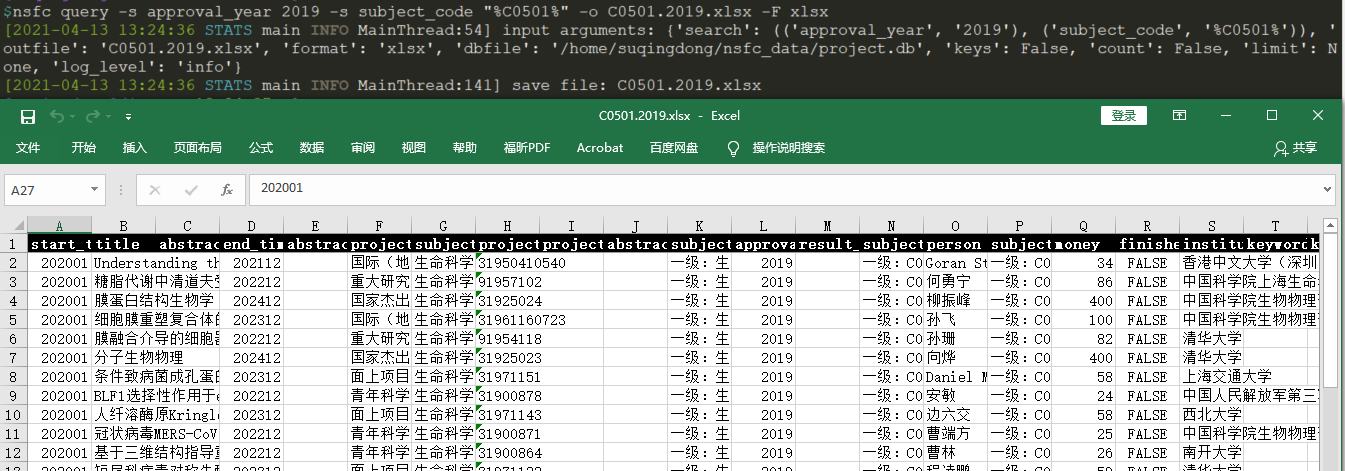 $nsfc query -s approval_year 2019 -s subject_code "%C0501%" -o C0501.2019.xlsx -F xlsx
[2021-04-13 13:24:36 STATS main INFO MainThread:54] input arguments: {'search': (('approval_year', '2019'), ('subject_code', '%C0501%')), '
outfile': 'C0501.2019.xlsx', 'format': 'xlsx', 'dbfile': '/home/suqingdong/nsfc_data/project.db', 'keys': False, 'count': False, 'limit': N
one, 'log_level': 'info'}
[2021-04-13 13:24:36 STATS main INFO MainThread:141] save file: C0501.2019.xlsx
C0501.2019.xlsx - Excel 登录
文件 开始 插入 页面布局 公式 数据 审阅 视图 帮助 福昕PDF Acrobat 百度网盘 操作说明搜索 共享
A27 fx 202001
A B C D E F G H I J K L M N O P Q R S T
1 start_t title abstrac end_tim abstrac project subject project project abstrac subject approva result_ subject person subject money finishe institu keyword k
2 202001 Understanding th 202112 国际（地 生命科学 31950410540 一级：生 2019 一级：C0 Goran St 一级：C0 34 FALSE 香港中文大学（深圳
3 202001 糖脂代谢中清道夫受 202212 重大研究 生命科学 91957102 一级：生 2019 一级：C0 何勇宁 一级：C0 86 FALSE 中国科学院上海生命
4 202001 膜蛋白结构生物学 202412 国家杰出 生命科学 31925024 一级：生 2019 一级：C0 柳振峰 一级：C0 400 FALSE 中国科学院生物物理
5 202001 细胞膜重塑复合体的 202312 国际（地 生命科学 31961160723 一级：生 2019 一级：C0 孙飞 一级：C0 100 FALSE 中国科学院生物物理
6 202001 膜融合介导的细胞器 202212 重大研究 生命科学 91954118 一级：生 2019 一级：C0 孙珊 一级：C0 82 FALSE 清华大学
7 202001 分子生物物理 202412 国家杰出 生命科学 31925023 一级：生 2019 一级：C0 向烨 一级：C0 400 FALSE 清华大学
8 202001 条件致病菌成孔蛋 202312 面上项目 生命科学 31971151 一级：生 2019 一级：C0 Daniel M 一级：C0 58 FALSE 上海交通大学
9 202001 BLF1选择性作用于e 202212 青年科学 生命科学 31900878 一级：生 2019 一级：C0 安敏 一级：C0 24 FALSE 中国人民解放军第三
10 202001 人纤溶酶原Kringle 202312 面上项目 生命科学 31971143 一级：生 2019 一级：C0 边六交 一级：C0 58 FALSE 西北大学
11 202001 冠状病毒MERS-CoV 202212 青年科学 生命科学 31900871 一级：生 2019 一级：C0 曹端方 一级：C0 25 FALSE 中国科学院生物物理
12 202001 基于三维结构指导 202212 青年科学 生命科学 31900864 一级：生 2019 一级：C0 曹林 一级：C0 26 FALSE 南开大学